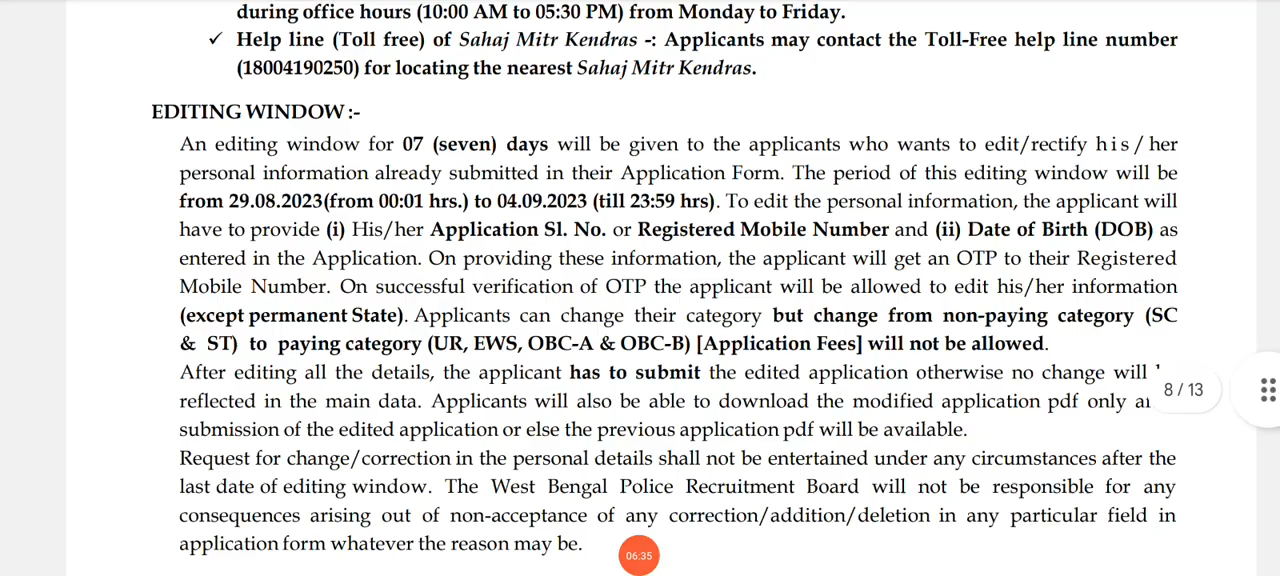 during office hours (10:00 AM to 05:30 PM) from Monday to Friday.
✓ Help line (Toll free) of Sahaj Mitr Kendras -: Applicants may contact the Toll-Free help line number
(18004190250) for locating the nearest Sahaj Mitr Kendras.
EDITING WINDOW :-
An editing window for 07 (seven) days will be given to the applicants who wants to edit/rectify his/her
personal information already submitted in their Application Form. The period of this editing window will be
from 29.08.2023(from 00:01 hrs.) to 04.09.2023 (till 23:59 hrs). To edit the personal information, the applicant will
have to provide (i) His/her Application Sl. No. or Registered Mobile Number and (ii) Date of Birth (DOB) as
entered in the Application. On providing these information, the applicant will get an OTP to their Registered
Mobile Number. On successful verification of OTP the applicant will be allowed to edit his/her information
(except permanent State). Applicants can change their category but change from non-paying category (SC
& ST) to paying category (UR, EWS, OBC-A & OBC-B) [Application Fees] will not be allowed.
After editing all the details, the applicant has to submit the edited application otherwise no change will
8 / 13
reflected in the main data. Applicants will also be able to download the modified application pdf only
submission of the edited application or else the previous application pdf will be available.
Request for change/correction in the personal details shall not be entertained under any circumstances after the
last date of editing window. The West Bengal Police Recruitment Board will not be responsible for any
consequences arising out of non-acceptance of any correction/addition/deletion in any particular field in
application form whatever the reason may be.
06:35